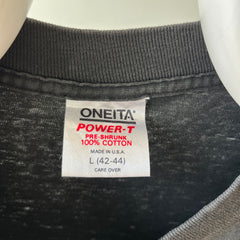 ONEITA
POWER-T
PRE-SHRUNK
100% COTTON
MADE IN U.S.A.
L (42-44)
CARE OVER